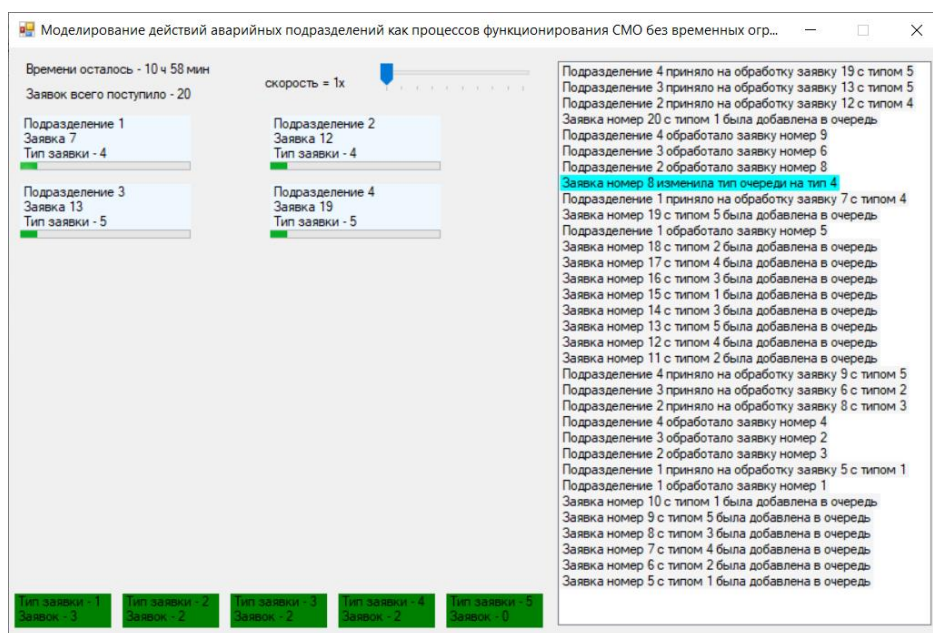 Моделирование действий аварийных подразделений как процессов функционирования СМО без временных огр...
Времени осталось - 10 ч 58 мин
скорость = 1x
Заявок всего поступило - 20
Подразделение 1
Заявка 7
Тип заявки - 4
Подразделение 2
Заявка 12
Тип заявки - 4
Подразделение 3
Заявка 13
Тип заявки - 5
Подразделение 4
Заявка 19
Тип заявки - 5
Подразделение 4 приняло на обработку заявку 19 с типом 5
Подразделение 3 приняло на обработку заявку 13 с типом 5
Подразделение 2 приняло на обработку заявку 12 с типом 4
Заявка номер 20 с типом 1 была добавлена в очередь
Подразделение 4 обработало заявку номер 9
Подразделение 3 обработало заявку номер 6
Подразделение 2 обработало заявку номер 8
Заявка номер 8 изменила тип очереди на тип 4
Подразделение 1 приняло на обработку заявку 7 с типом 4
Заявка номер 19 с типом 5 была добавлена в очередь
Подразделение 1 обработало заявку номер 5
Заявка номер 18 с типом 2 была добавлена в очередь
Заявка номер 17 с типом 4 была добавлена в очередь
Заявка номер 16 с типом 3 была добавлена в очередь
Заявка номер 15 с типом 1 была добавлена в очередь
Заявка номер 14 с типом 3 была добавлена в очередь
Заявка номер 13 с типом 5 была добавлена в очередь
Заявка номер 12 с типом 4 была добавлена в очередь
Заявка номер 11 с типом 2 была добавлена в очередь
Подразделение 4 приняло на обработку заявку 9 с типом 5
Подразделение 3 приняло на обработку заявку 6 с типом 2
Подразделение 2 приняло на обработку заявку 8 с типом 3
Подразделение 4 обработало заявку номер 4
Подразделение 3 обработало заявку номер 2
Подразделение 2 обработало заявку номер 3
Подразделение 1 приняло на обработку заявку 5 с типом 1
Подразделение 1 обработало заявку номер 1
Заявка номер 10 с типом 1 была добавлена в очередь
Заявка номер 9 с типом 5 была добавлена в очередь
Заявка номер 8 с типом 3 была добавлена в очередь
Заявка номер 7 с типом 4 была добавлена в очередь
Заявка номер 6 с типом 2 была добавлена в очередь
Заявка номер 5 с типом 1 была добавлена в очередь
Тип заявки - 1
Заявок - 3
Тип заявки - 2
Заявок - 2
Тип заявки - 3
Заявок - 2
Тип заявки - 4
Заявок - 2
Тип заявки - 5
Заявок - 0